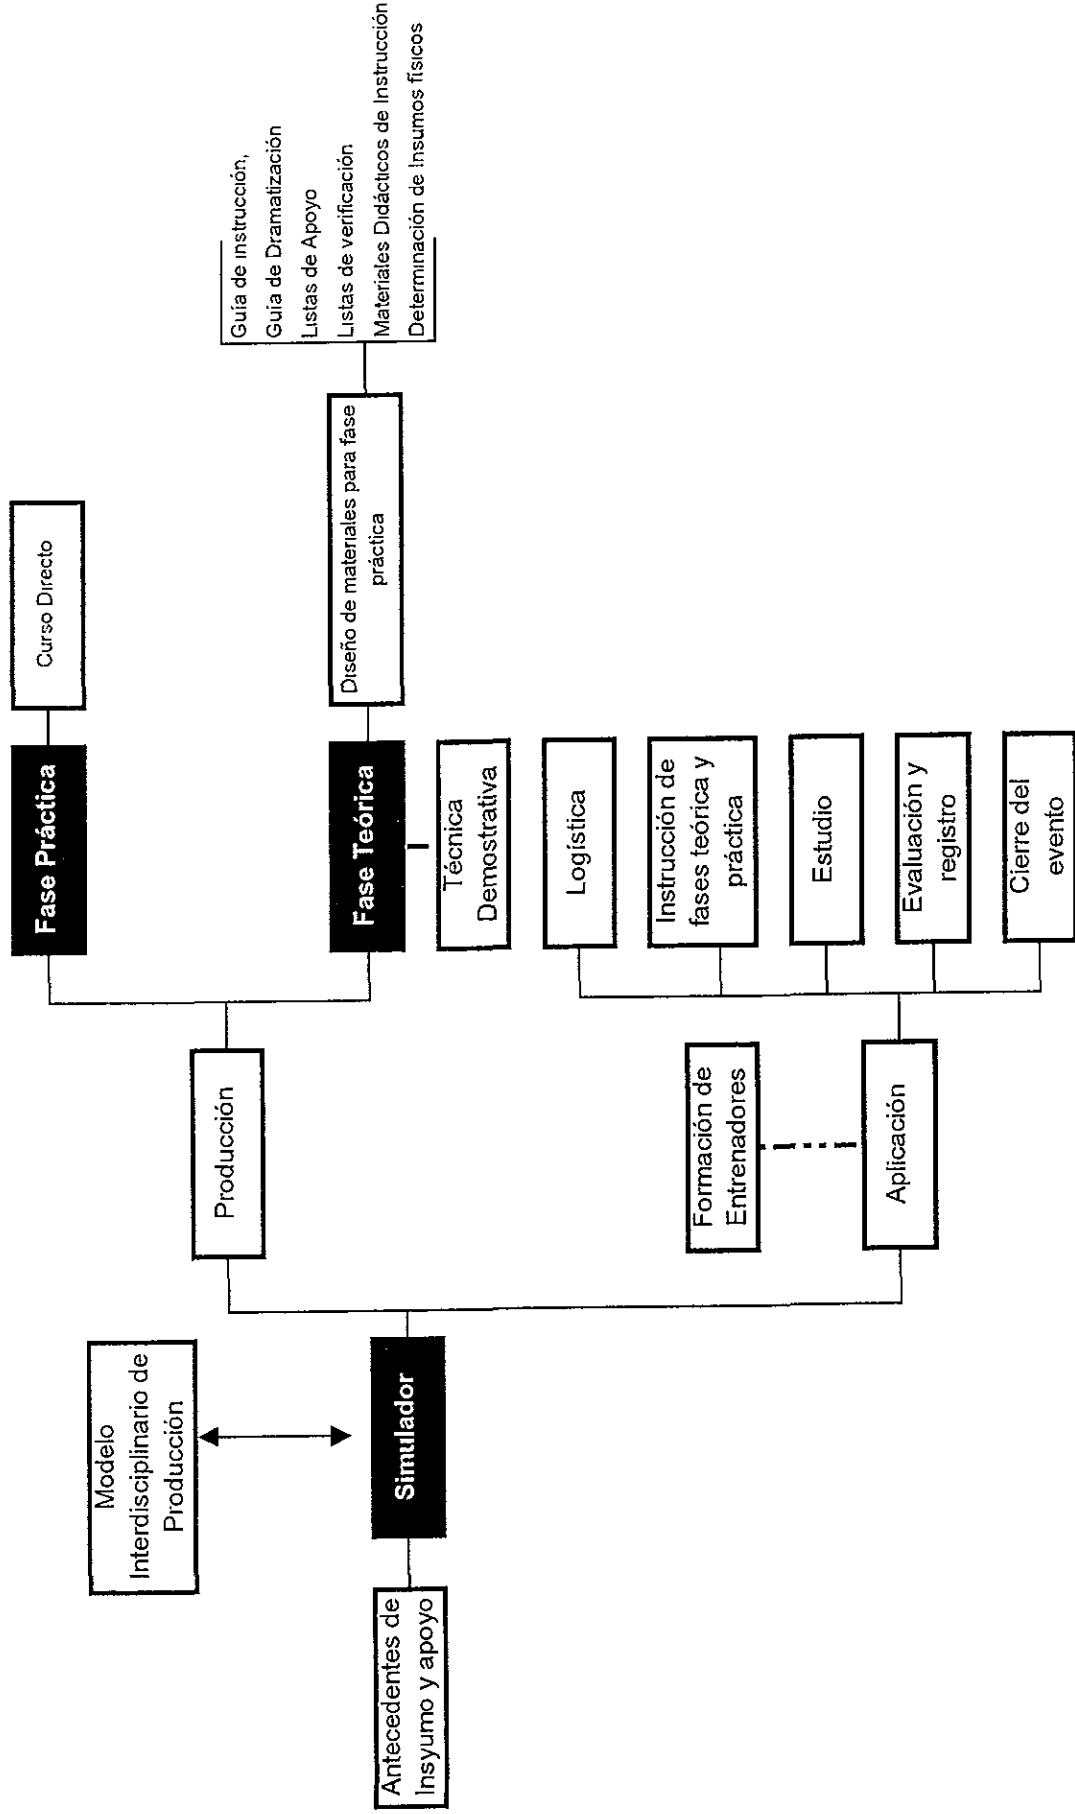 Antecedentes de
Insyumo y apoyo
Modelo
Interdisciplinario de
Producción
Simulador
Producción
Fase Práctica
Curso Directo
Fase Teórica
Diseño de materiales para fase
práctica
Guía de instrucción,
Guia de Dramatización
Listas de Apoyo
Listas de verificación
Materiales Didácticos de Instrucción
Determinación de Insumos físicos
Técnica
Demostrativa
Formación de
Entrenadores
Aplicación
Logística
Instrucción de
fases teórica y
práctica
Estudio
Evaluación y
registro
Cierre del
evento